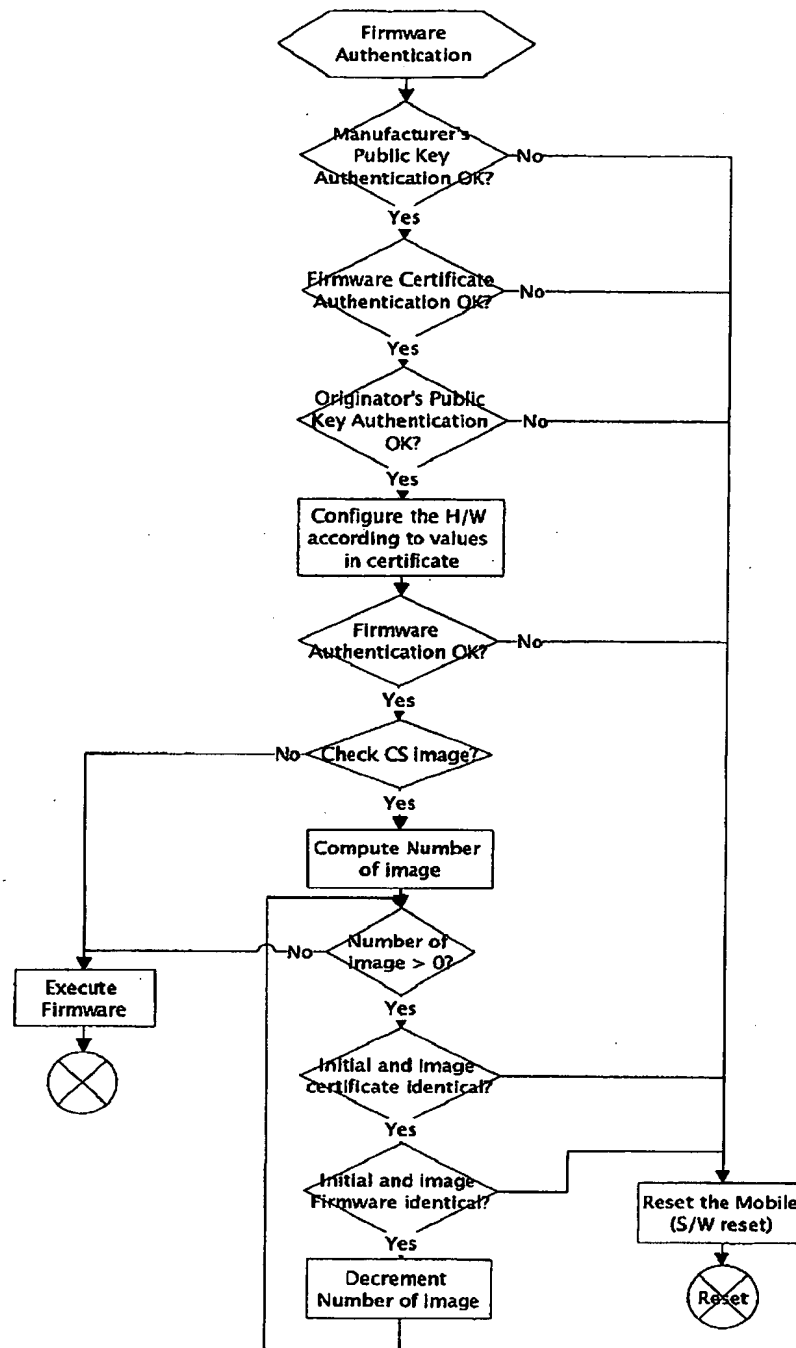 Firmware
Authentication
Manufacturer's
Public Key
Authentication OK?
No
Yes
Firmware Certificate
Authentication OK?
No
Yes
Originator's Public
Key Authentication
OK?
No
Yes
Configure the H/W
according to values
in certificate
Firmware
Authentication OK?
No
Yes
Check CS image?
No
Yes
Compute Number
of image
Number of
image > 0?
No
Yes
Execute
Firmware
Initial and image
certificate identical?
Yes
Initial and image
Firmware identical?
Yes
Reset the Mobile
(S/W reset)
Decrement
Number of image
Reset